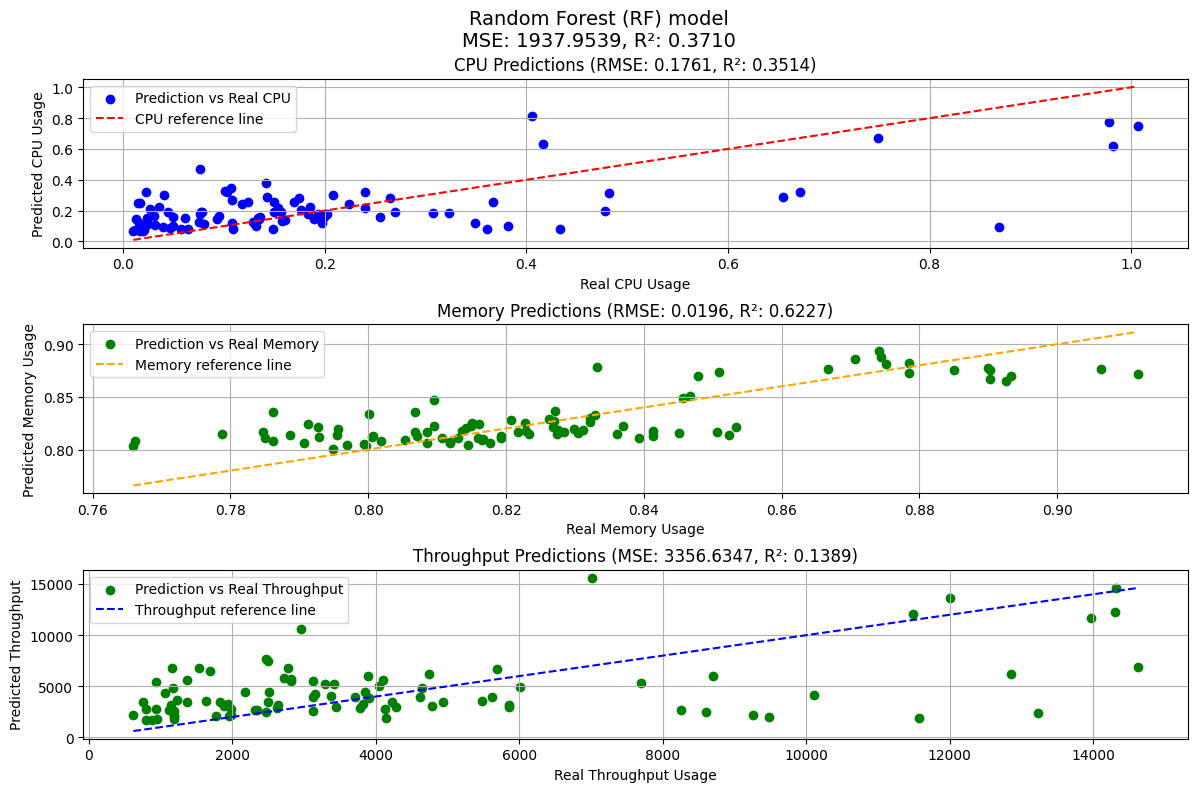 Random Forest (RF) model
MSE: 1937.9539, R²: 0.3710
CPU Predictions (RMSE: 0.1761, R²: 0.3514)
Predicted CPU Usage
1.0
0.8
0.6
0.4
0.2
0.0
Prediction vs Real CPU
CPU reference line
0.0 0.2 0.4 0.6 0.8 1.0
Real CPU Usage
Memory Predictions (RMSE: 0.0196, R²: 0.6227)
Predicted Memory Usage
0.90
0.85
0.80
Prediction vs Real Memory
Memory reference line
0.76 0.78 0.80 0.82 0.84 0.86 0.88 0.90
Real Memory Usage
Throughput Predictions (MSE: 3356.6347, R²: 0.1389)
Predicted Throughput
15000
10000
5000
0
Prediction vs Real Throughput
Throughput reference line
0 2000 4000 6000 8000 10000 12000 14000
Real Throughput Usage